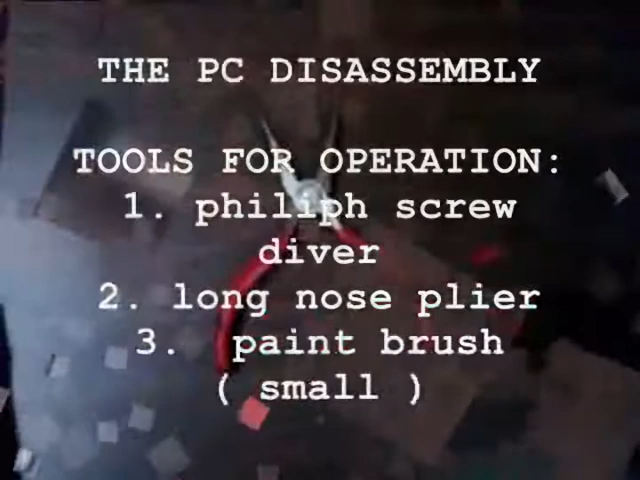 THE PC DISASSEMBLY
TOOLS FOR OPERATION:
1. philiph screw
diver
2. long nose plier
3. paint brush
( small )